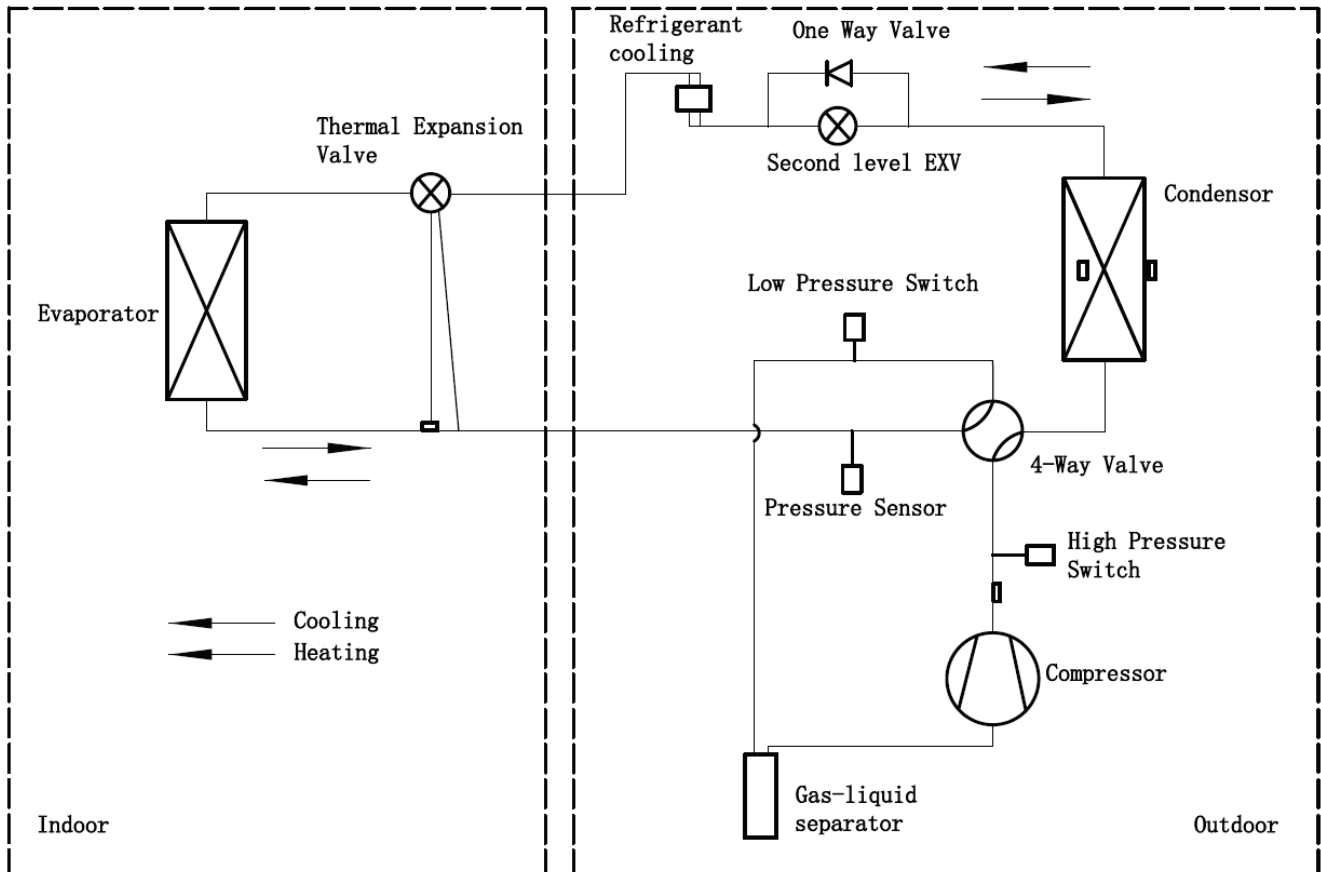 Refrigerant
cooling
One Way Valve
Thermal Expansion
Valve
Second level EXV
Condensor
Low Pressure Switch
Evaporator
4-Way Valve
Pressure Sensor
High Pressure
Switch
Cooling
Heating
Compressor
Gas-liquid
separator
Indoor
Outdoor